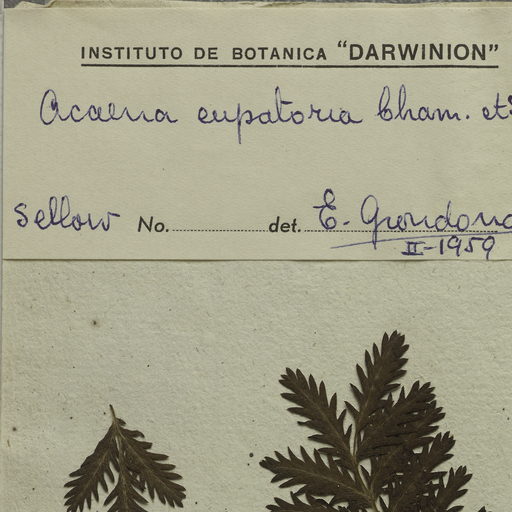 INSTITUTO DE BOTANICA “DARWINION”
Acaena eupatoria Cham. et
Sellow No. det. E. Grondona
II-1959